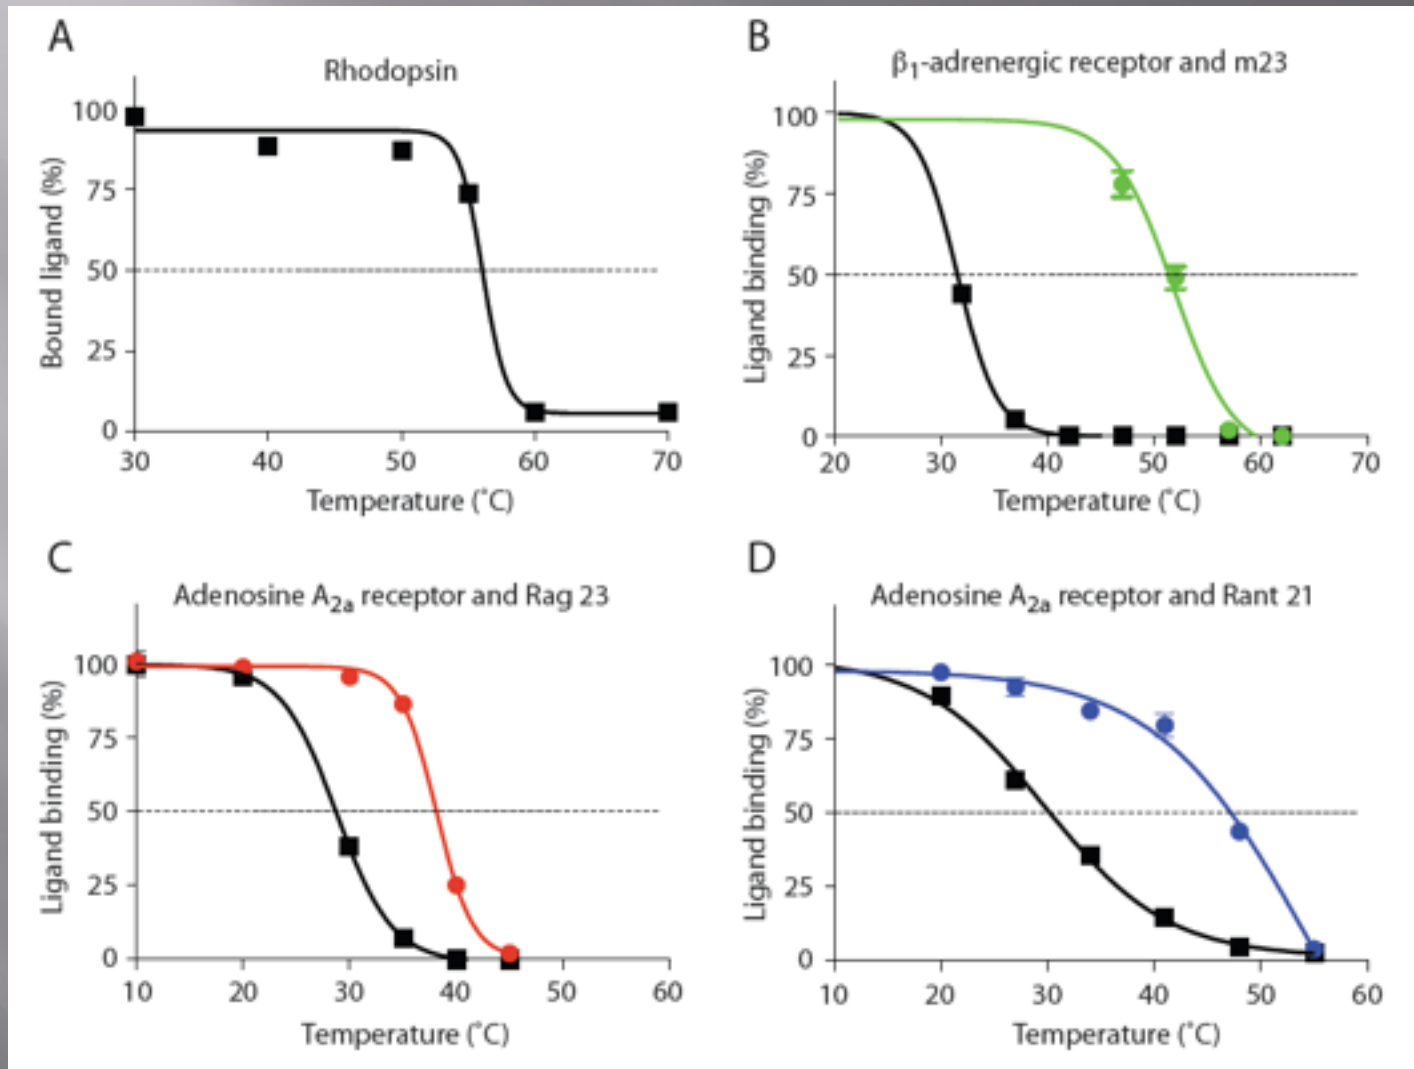 A
Rhodopsin
100
75
50
25
0
30 40 50 60 70
Bound ligand (%)
Temperature (˚C)
B
β₁-adrenergic receptor and m23
100
75
50
25
0
20 30 40 50 60 70
Ligand binding (%)
Temperature (˚C)
C
Adenosine A₂ₐ receptor and Rag 23
100
75
50
25
0
10 20 30 40 50 60
Ligand binding (%)
Temperature (˚C)
D
Adenosine A₂ₐ receptor and Rant 21
100
75
50
25
0
10 20 30 40 50 60
Ligand binding (%)
Temperature (˚C)